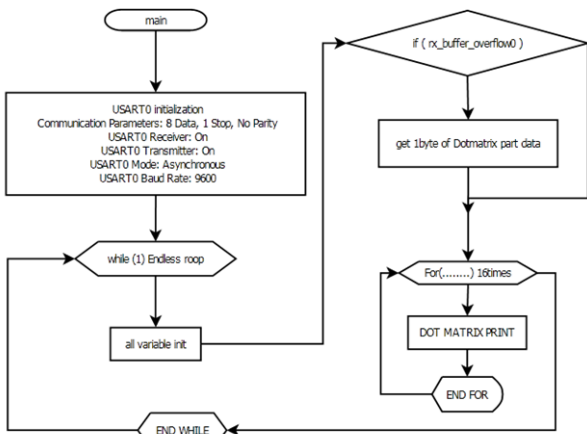 main
USART0 initialization
Communication Parameters: 8 Data, 1 Stop, No Parity
USART0 Receiver: On
USART0 Transmitter: On
USART0 Mode: Asynchronous
USART0 Baud Rate: 9600
while (1) Endless roop
all variable init
END WHILE
if ( rx_buffer_overflow0 )
get 1byte of Dotmatrix part data
For(........) 16times
DOT MATRIX PRINT
END FOR